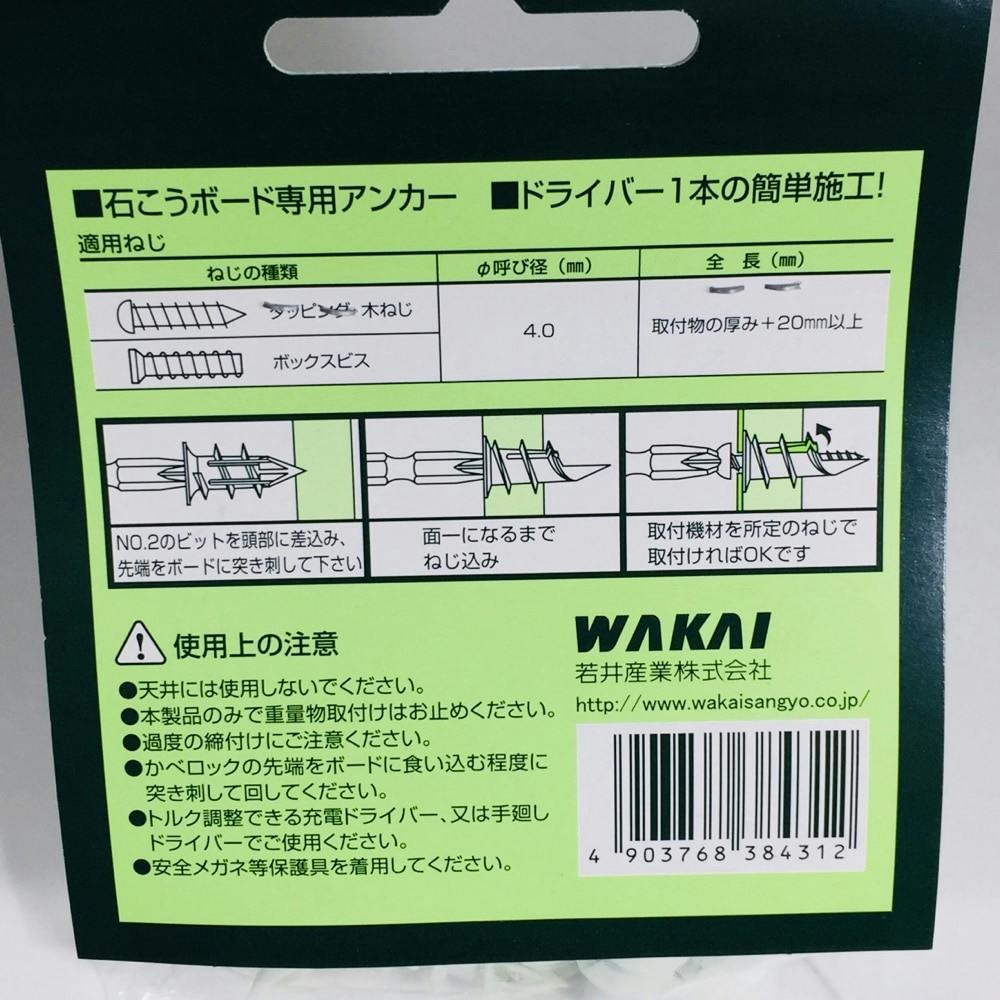 ■石こうボード専用アンカー ■ドライバー1本の簡単施工!
適用ねじ
ねじの種類 φ呼び径(㎜) 全長(㎜)
タッピング 木ねじ
ボックスビス
4.0
取付物の厚み+20㎜以上
NO.2のビットを頭部に差込み、
先端をボードに突き刺して下さい
面一になるまで
ねじ込み
取付機材を所定のねじで
取付ければOKです
使用上の注意
●天井には使用しないでください。
●本製品のみで重量物取付けはお止めください。
●過度の締付けにご注意ください。
●かべロックの先端をボードに食い込む程度に
突き刺して回してください。
●トルク調整できる充電ドライバー、又は手廻し
ドライバーでご使用ください。
●安全メガネ等保護具を着用してください。
WAKAI
若井産業株式会社
http://www.wakaisangyo.co.jp/
4 903768 384312